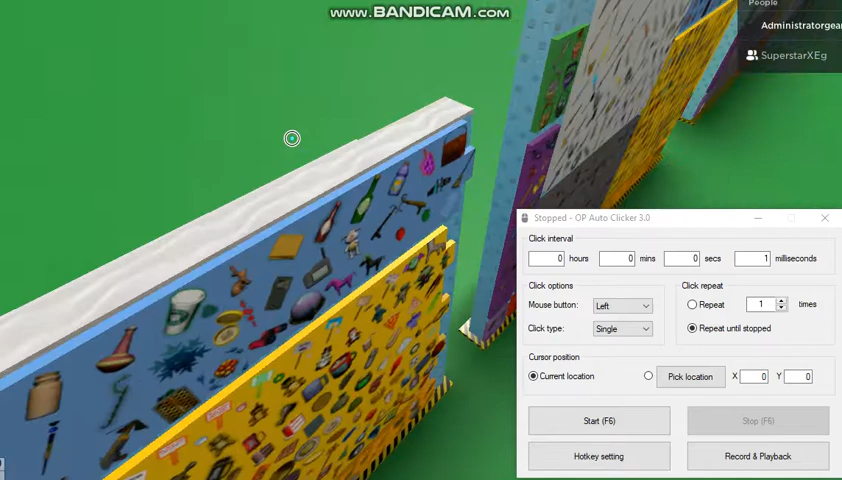 www.BANDICAM.com
People
Administratorgear
SuperstarXEg
Stopped - OP Auto Clicker 3.0
Click interval
0 hours 0 mins 0 secs 1 milliseconds
Click options
Mouse button: Left
Click type: Single
Click repeat
Repeat 1 times
Repeat until stopped
Cursor position
Current location Pick location X 0 Y 0
Start (F6) Stop (F6)
Hotkey setting Record & Playback